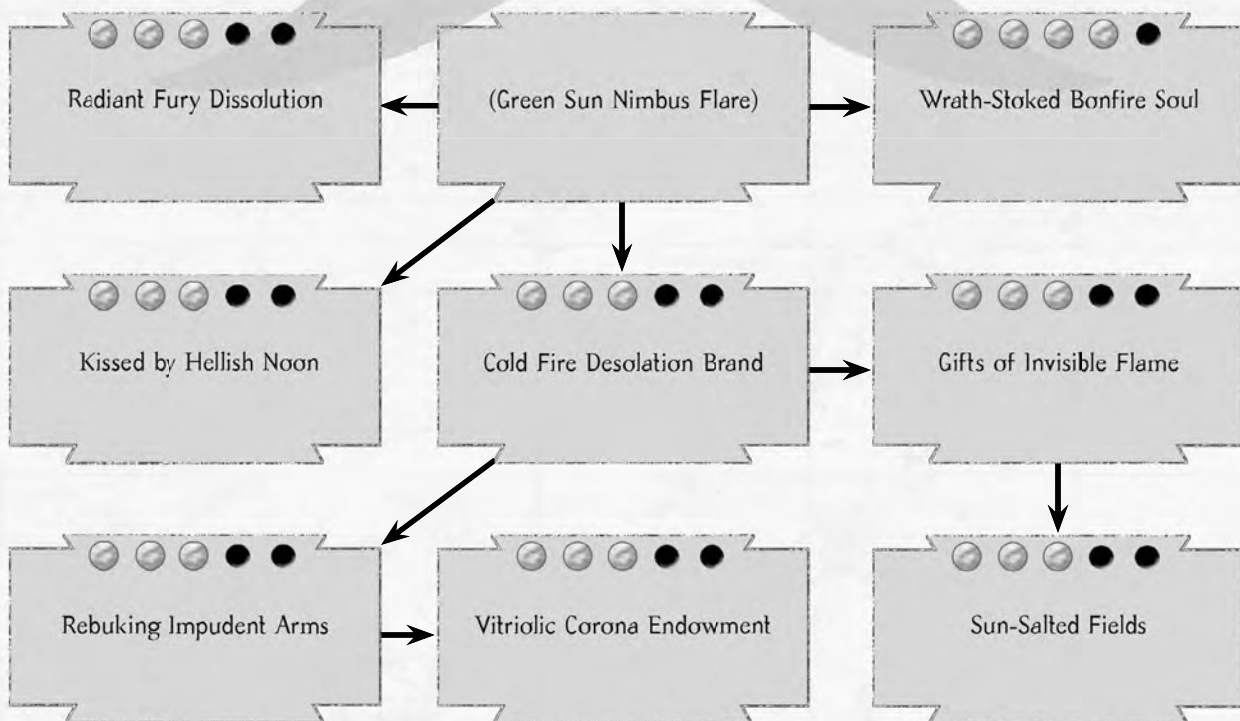 Radiant Fury Dissolution
(Green Sun Nimbus Flare)
Wrath-Stoked Bonfire Soul
Kissed by Hellish Noon
Cold Fire Desolation Brand
Gifts of Invisible Flame
Rebuking Impudent Arms
Vitriolic Corona Endowment
Sun-Salted Fields